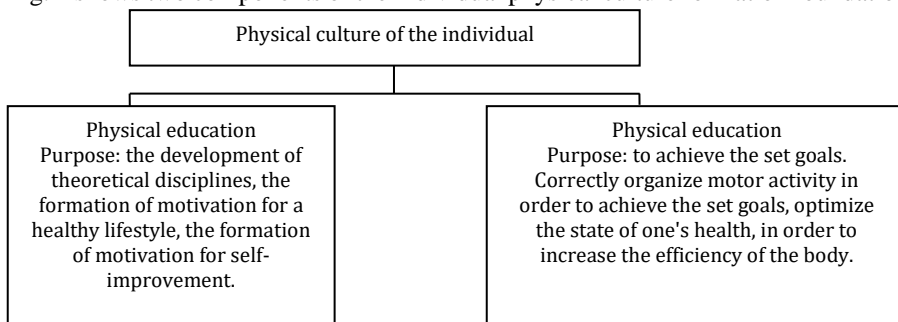 Physical culture of the individual
Physical education
Purpose: the development of
theoretical disciplines, the
formation of motivation for a
healthy lifestyle, the formation
of motivation for self-
improvement.
Physical education
Purpose: to achieve the set goals.
Correctly organize motor activity in
order to achieve the set goals, optimize
the state of one's health, in order to
increase the efficiency of the body.